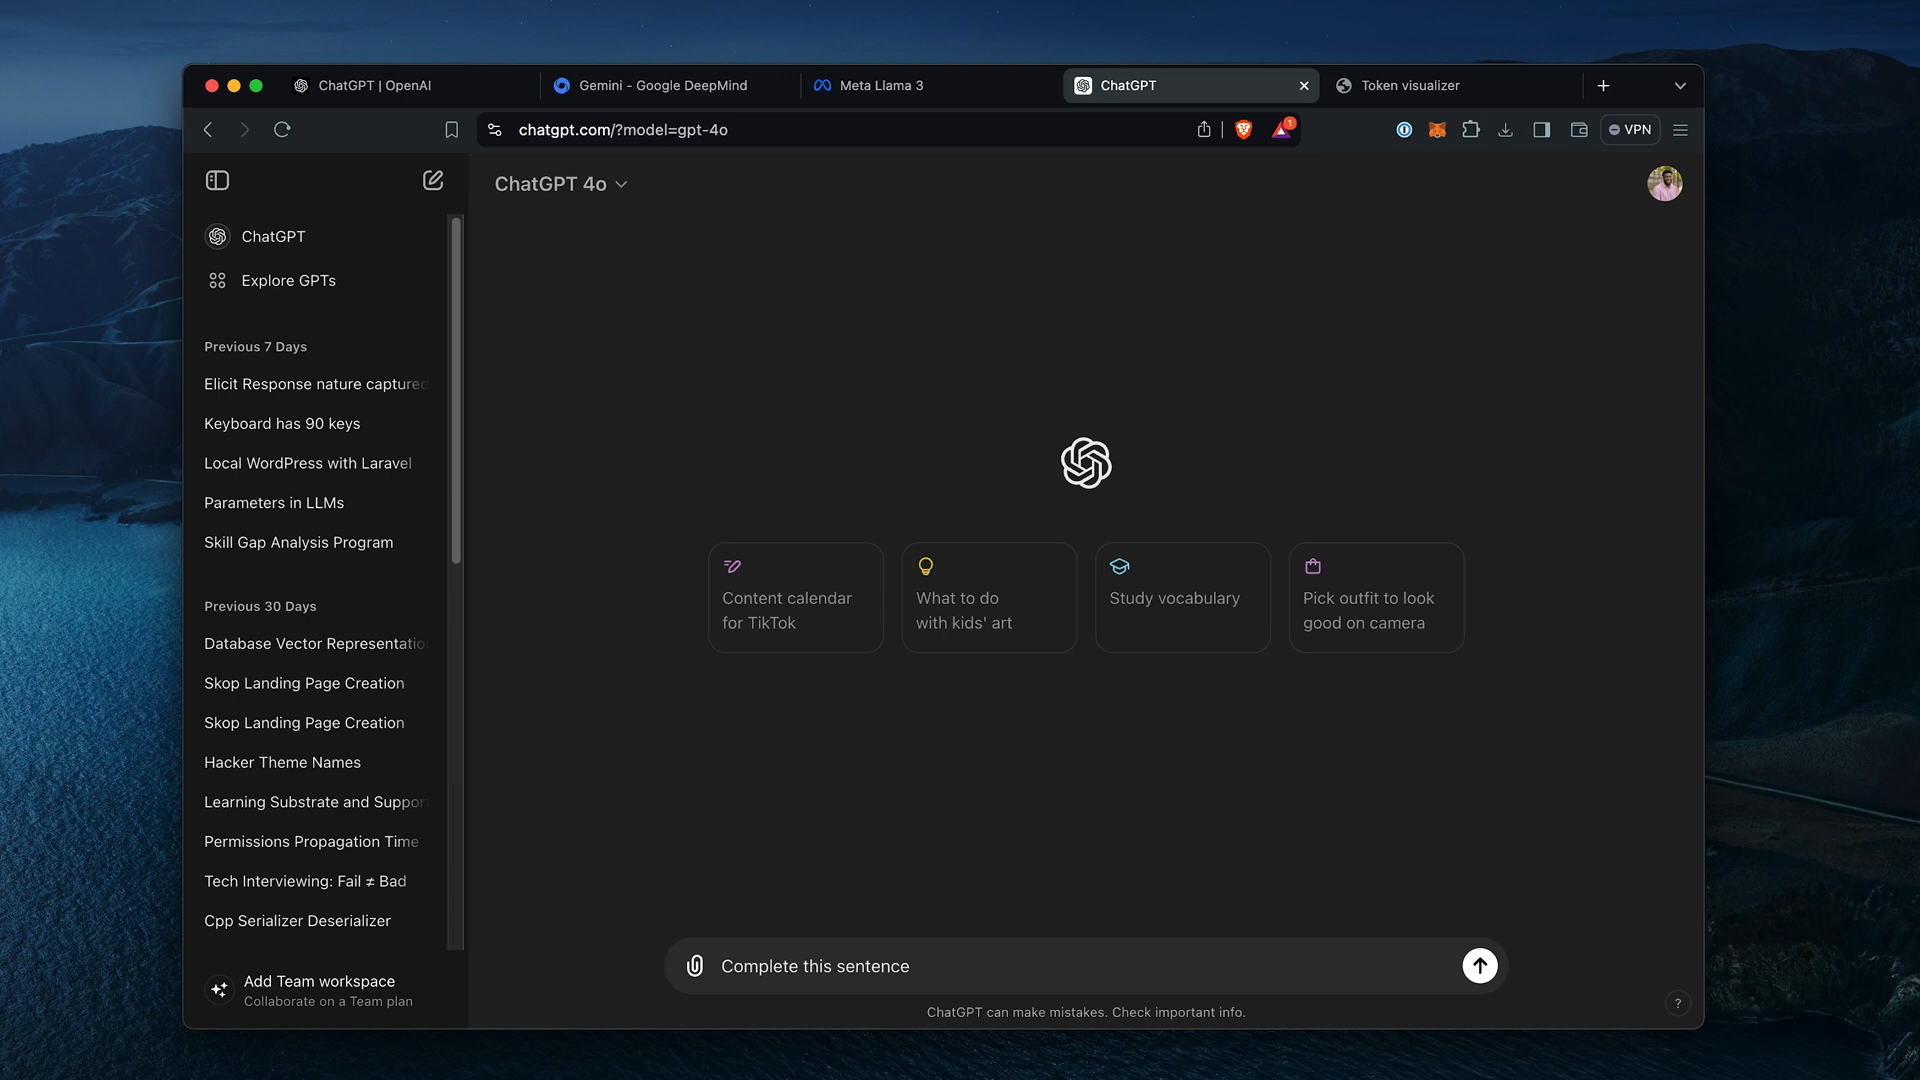 ChatGPT | OpenAI
Gemini - Google DeepMind
Meta Llama 3
ChatGPT
Token visualizer
chatgpt.com/?model=gpt-4o
1
VPN
ChatGPT 4o
ChatGPT
Explore GPTs
Previous 7 Days
Elicit Response nature captured
Keyboard has 90 keys
Local WordPress with Laravel
Parameters in LLMs
Skill Gap Analysis Program
Previous 30 Days
Database Vector Representatio
Skop Landing Page Creation
Skop Landing Page Creation
Hacker Theme Names
Learning Substrate and Suppor
Permissions Propagation Time
Tech Interviewing: Fail ≠ Bad
Cpp Serializer Deserializer
Add Team workspace
Collaborate on a Team plan
Content calendar
for TikTok
What to do
with kids' art
Study vocabulary
Pick outfit to look
good on camera
Complete this sentence
ChatGPT can make mistakes. Check important info.
?